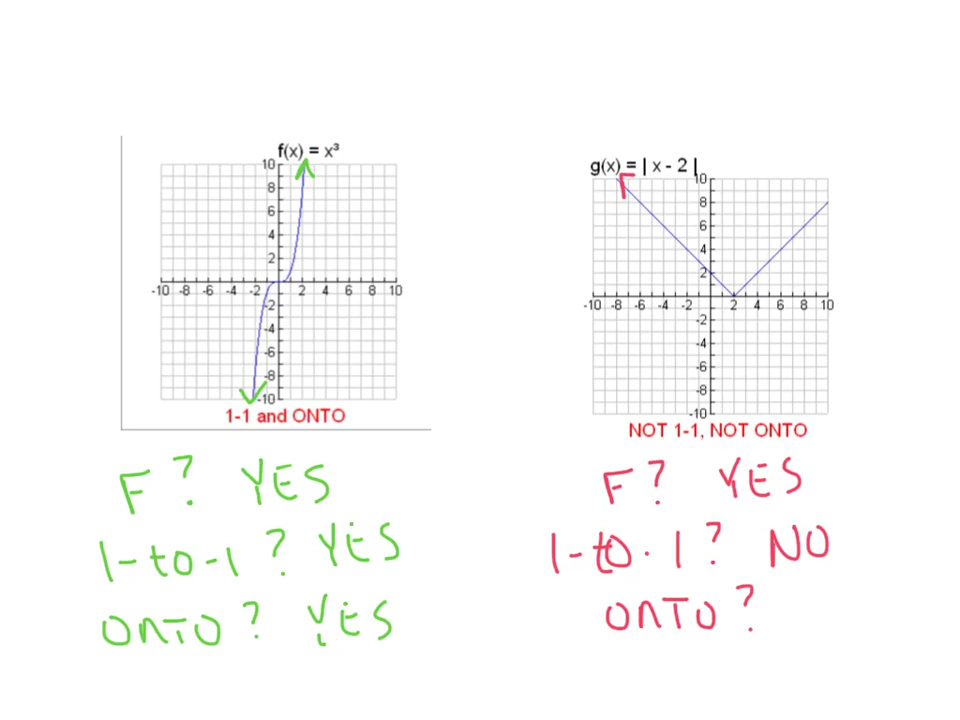 f(x) = x³
10
8
6
4
2
-10 -8 -6 -4 -2 2 4 6 8 10
-2
-4
-6
-8
-10
1-1 and ONTO
F? YES
1-to-1? YES
ONTO? YES
g(x) = | x - 2 |
10
8
6
4
2
-10 -8 -6 -4 -2 2 4 6 8 10
-2
-4
-6
-8
-10
NOT 1-1, NOT ONTO
F? YES
1-to-1? NO
ONTO?